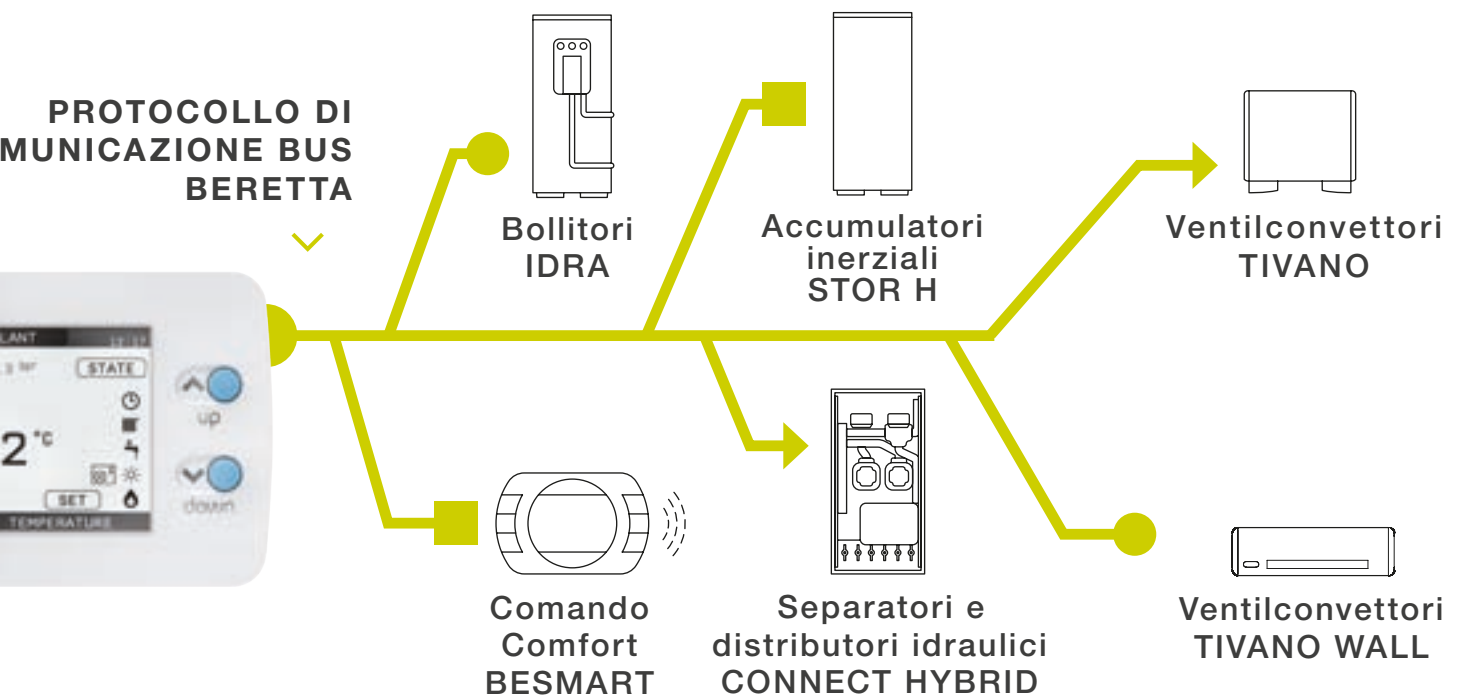 PROTOCOLLO DI
MUNICAZIONE BUS
BERETTA
Bollitori
IDRA
Accumulatori
inerziali
STOR H
Ventilconvettori
TIVANO
LANT
STATE
up
2 °C
SET
down
TEMPERATURE
Comando
Comfort
BESMART
Separatori e
distributori idraulici
CONNECT HYBRID
Ventilconvettori
TIVANO WALL